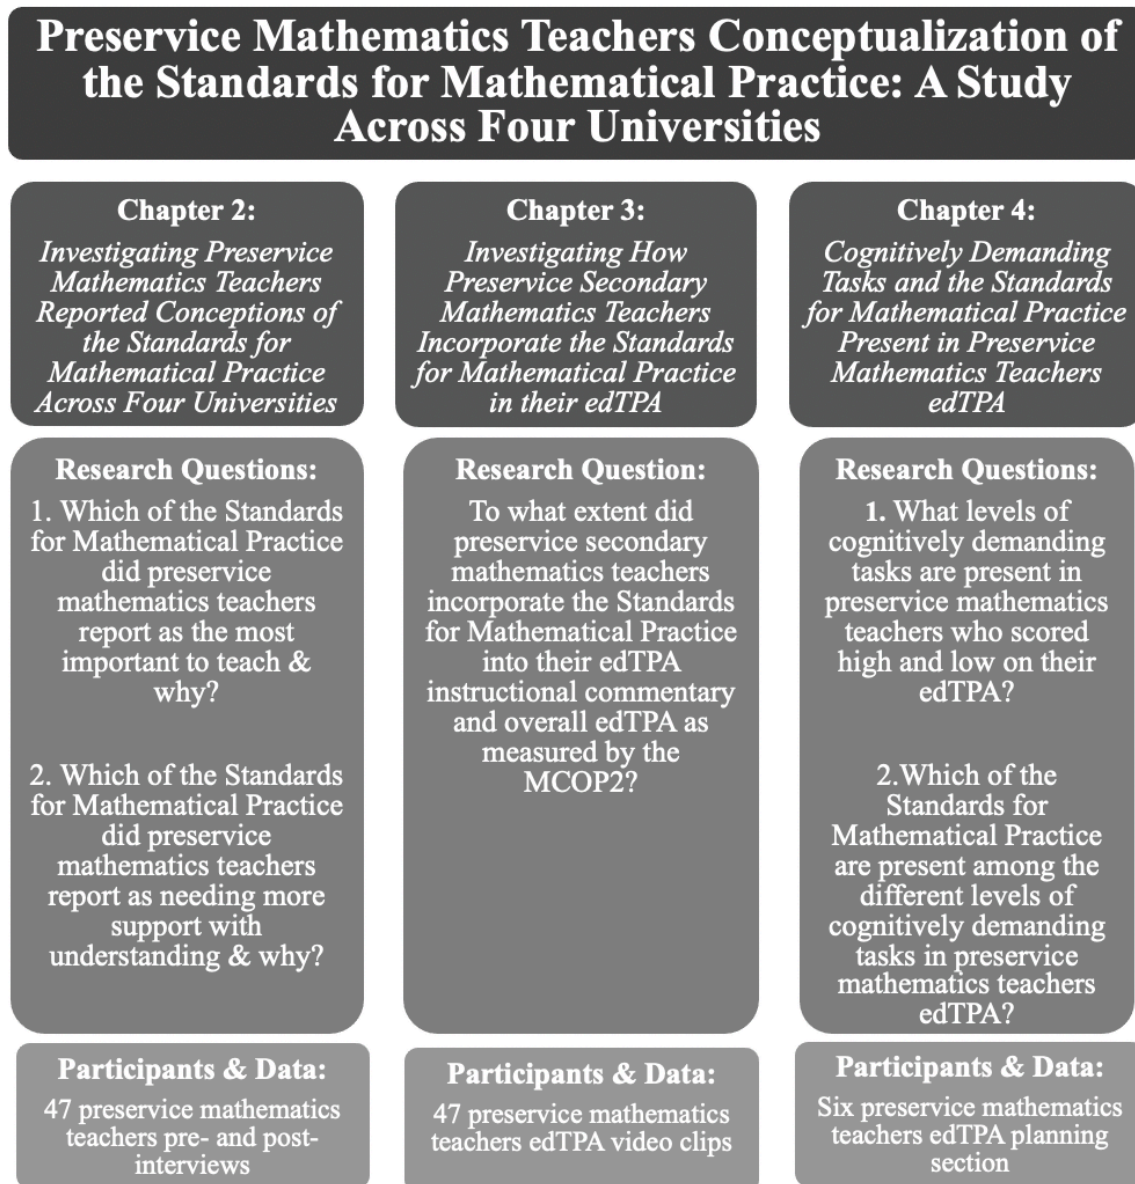 Preservice Mathematics Teachers Conceptualization of
the Standards for Mathematical Practice: A Study
Across Four Universities
Chapter 2:
Investigating Preservice
Mathematics Teachers
Reported Conceptions of
the Standards for
Mathematical Practice
Across Four Universities
Research Questions:
1. Which of the Standards
for Mathematical Practice
did preservice
mathematics teachers
report as the most
important to teach &
why?
2. Which of the Standards
for Mathematical Practice
did preservice
mathematics teachers
report as needing more
support with
understanding & why?
Participants & Data:
47 preservice mathematics
teachers pre- and post-
interviews
Chapter 3:
Investigating How
Preservice Secondary
Mathematics Teachers
Incorporate the Standards
for Mathematical Practice
in their edTPA
Research Question:
To what extent did
preservice secondary
mathematics teachers
incorporate the Standards
for Mathematical Practice
into their edTPA
instructional commentary
and overall edTPA as
measured by the
MCOP2?
Participants & Data:
47 preservice mathematics
teachers edTPA video clips
Chapter 4:
Cognitively Demanding
Tasks and the Standards
for Mathematical Practice
Present in Preservice
Mathematics Teachers
edTPA
Research Questions:
1. What levels of
cognitively demanding
tasks are present in
preservice mathematics
teachers who scored
high and low on their
edTPA?
2.Which of the
Standards for
Mathematical Practice
are present among the
different levels of
cognitively demanding
tasks in preservice
mathematics teachers
edTPA?
Participants & Data:
Six preservice mathematics
teachers edTPA planning
section